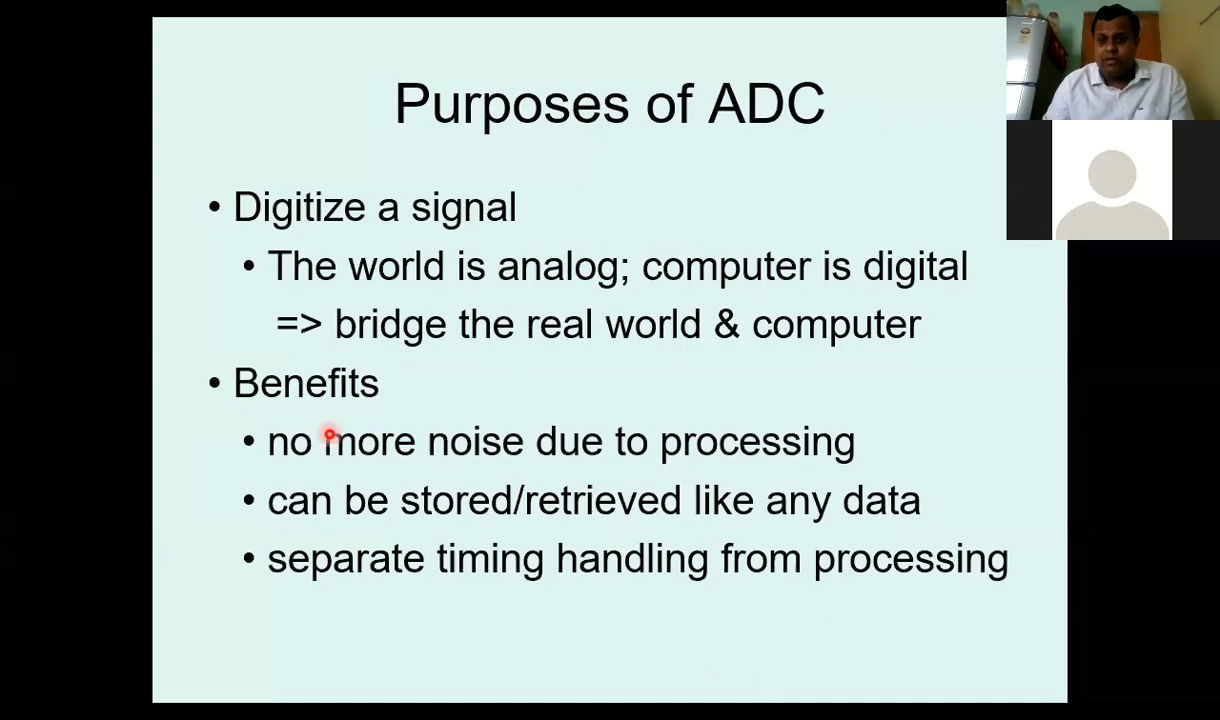 Purposes of ADC
• Digitize a signal
• The world is analog; computer is digital
=> bridge the real world & computer
• Benefits
• no more noise due to processing
• can be stored/retrieved like any data
• separate timing handling from processing